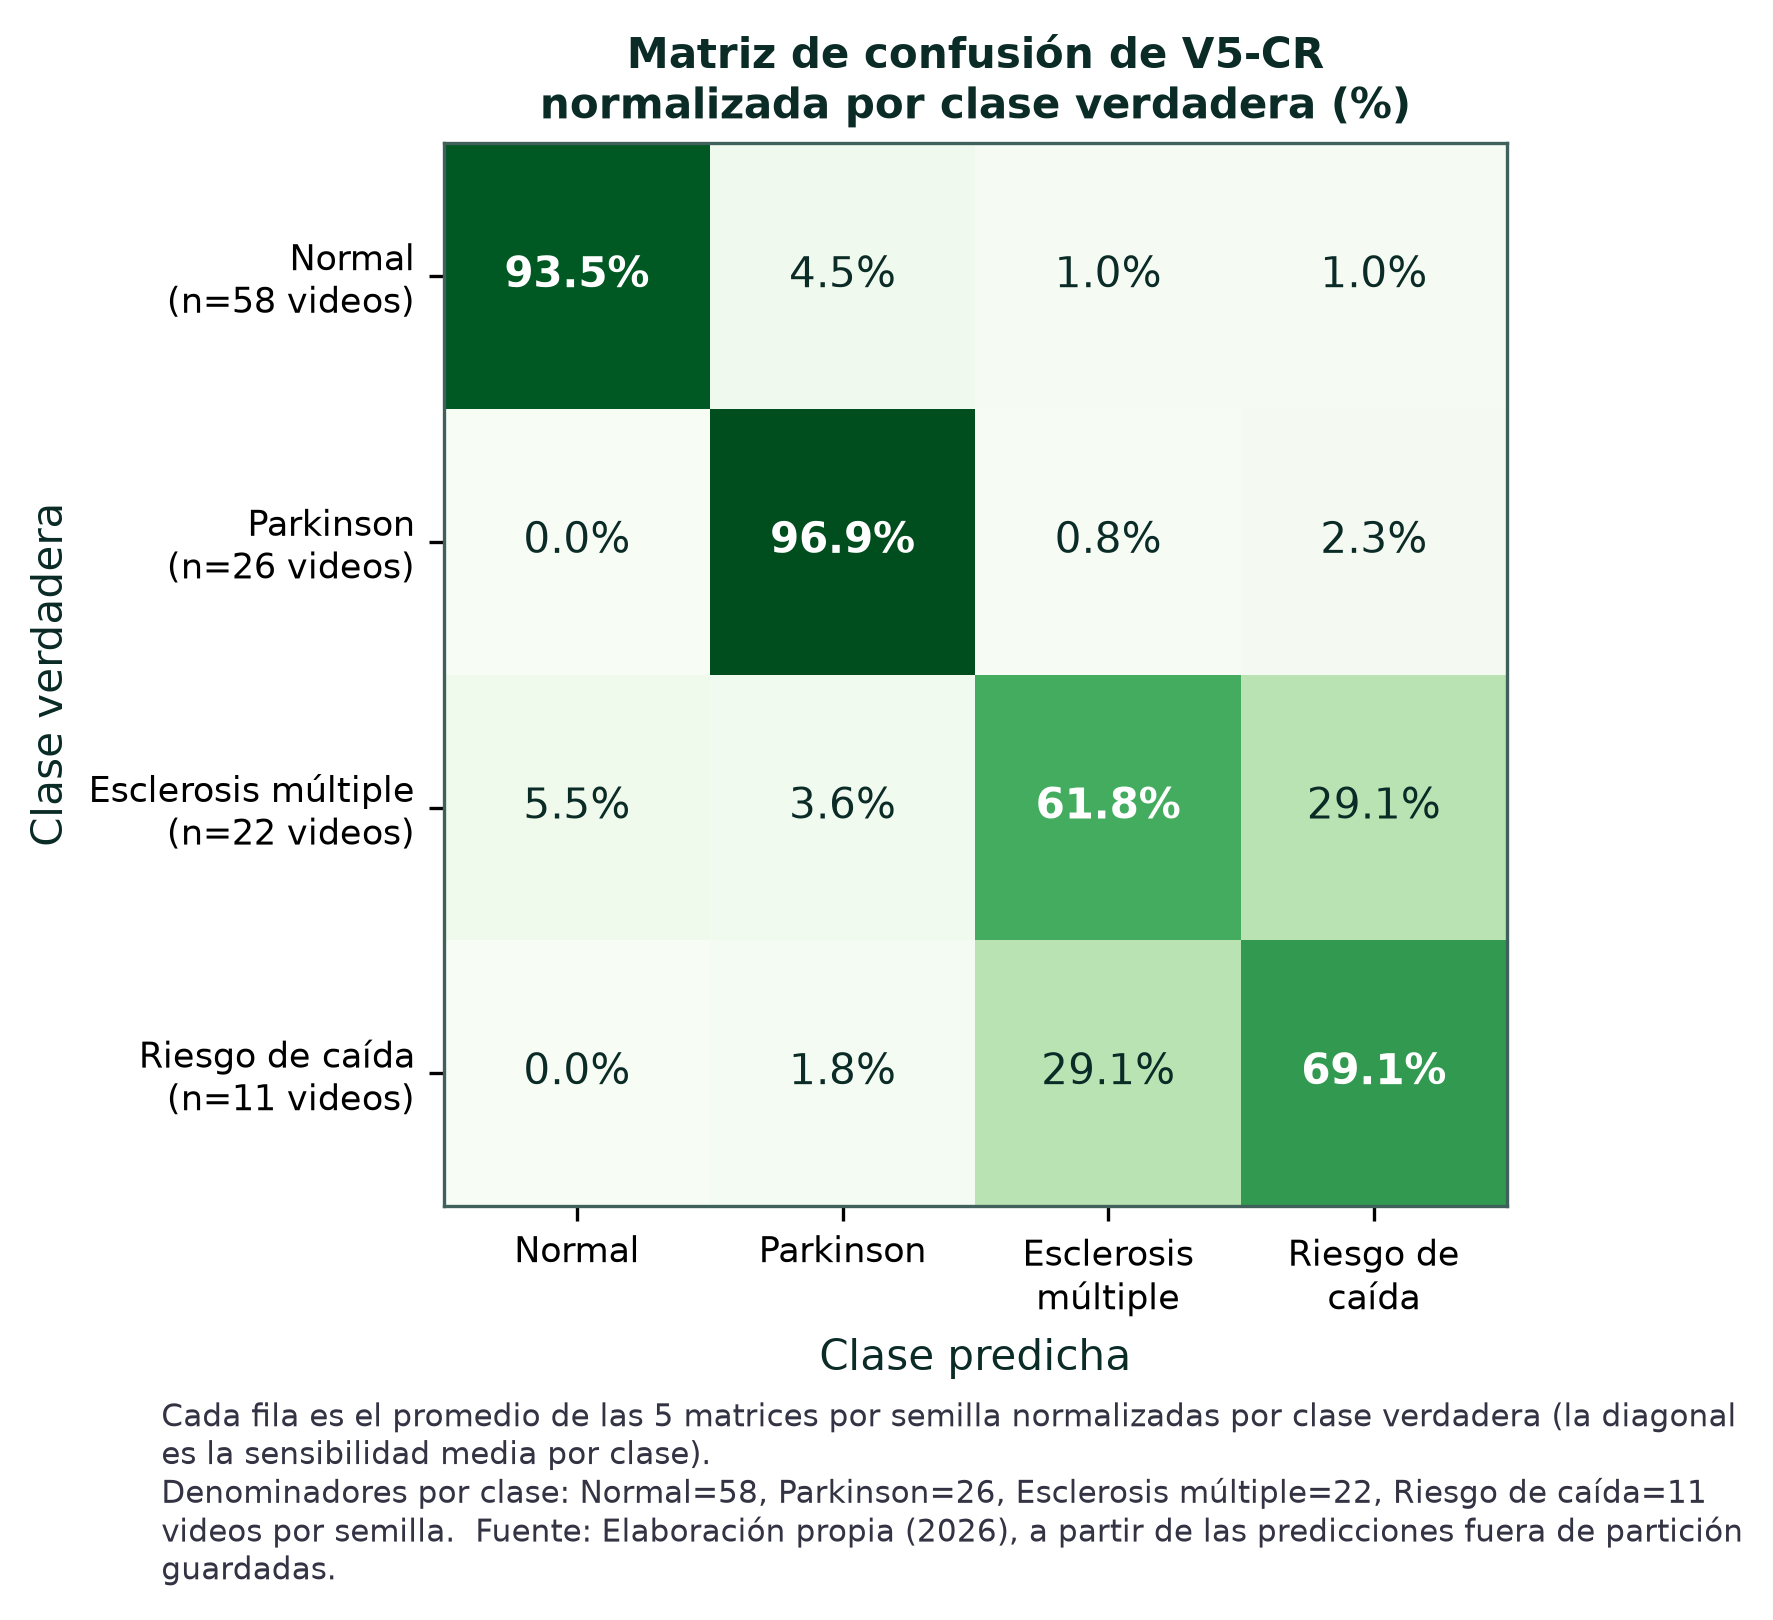 Matriz de confusión de V5-CR
normalizada por clase verdadera (%)
Clase verdadera
Normal
(n=58 videos)
93.5%
4.5%
1.0%
1.0%
Parkinson
(n=26 videos)
0.0%
96.9%
0.8%
2.3%
Esclerosis múltiple
(n=22 videos)
5.5%
3.6%
61.8%
29.1%
Riesgo de caída
(n=11 videos)
0.0%
1.8%
29.1%
69.1%
Normal
Parkinson
Esclerosis
múltiple
Riesgo de
caída
Clase predicha
Cada fila es el promedio de las 5 matrices por semilla normalizadas por clase verdadera (la diagonal
es la sensibilidad media por clase).
Denominadores por clase: Normal=58, Parkinson=26, Esclerosis múltiple=22, Riesgo de caída=11
videos por semilla.  Fuente: Elaboración propia (2026), a partir de las predicciones fuera de partición
guardadas.